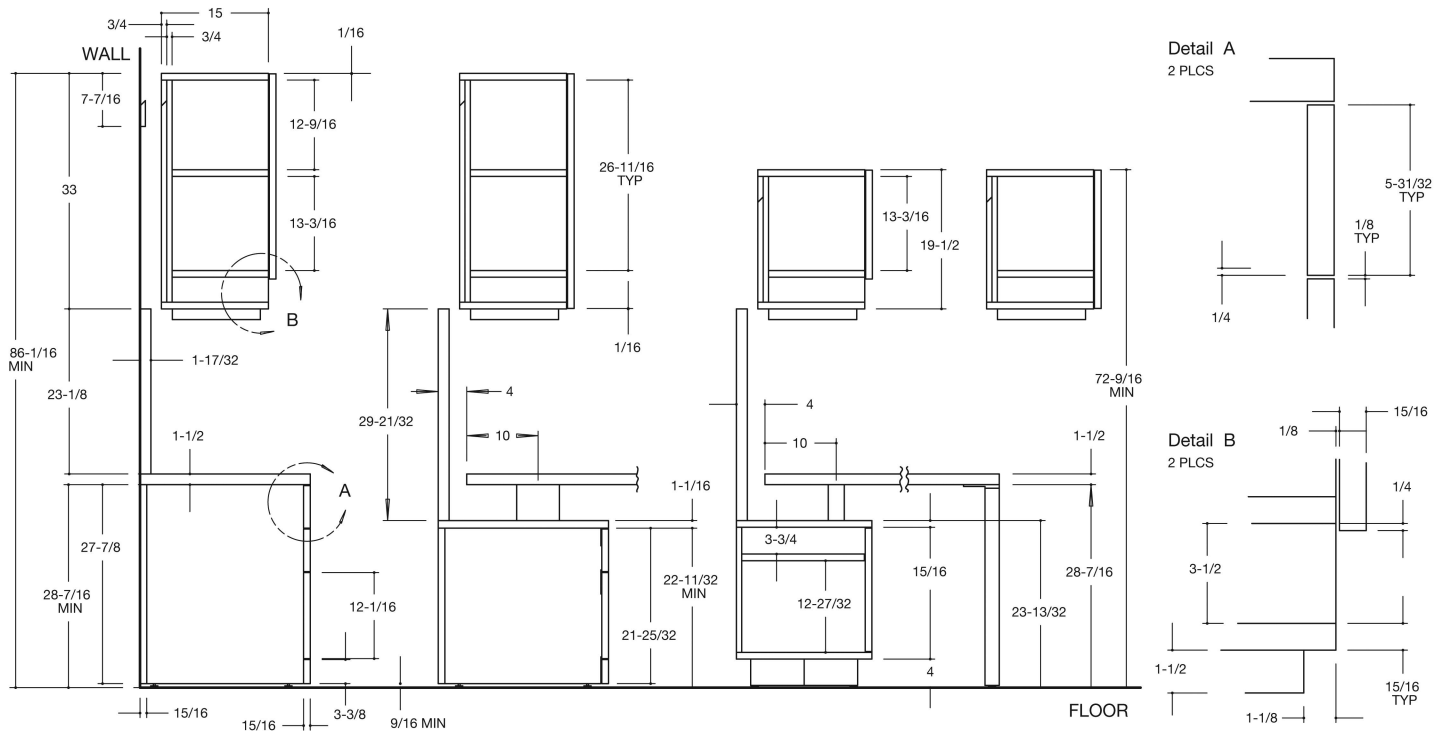 15
3/4
3/4
WALL
1/16
7-7/16
12-9/16
33
13-3/16
B
86-1/16
MIN
1-17/32
23-1/8
1-1/2
A
27-7/8
28-7/16
MIN
12-1/16
15/16
15/16
3-3/8
9/16 MIN
26-11/16
TYP
1/16
4
29-21/32
10
1-1/16
22-11/32
MIN
21-25/32
13-3/16
19-1/2
4
10
3-3/4
12-27/32
15/16
4
72-9/16
MIN
1-1/2
28-7/16
23-13/32
FLOOR
Detail A
2 PLCS
5-31/32
TYP
1/8
TYP
1/4
Detail B
2 PLCS
15/16
1/8
1/4
3-1/2
1-1/2
15/16
TYP
1-1/8